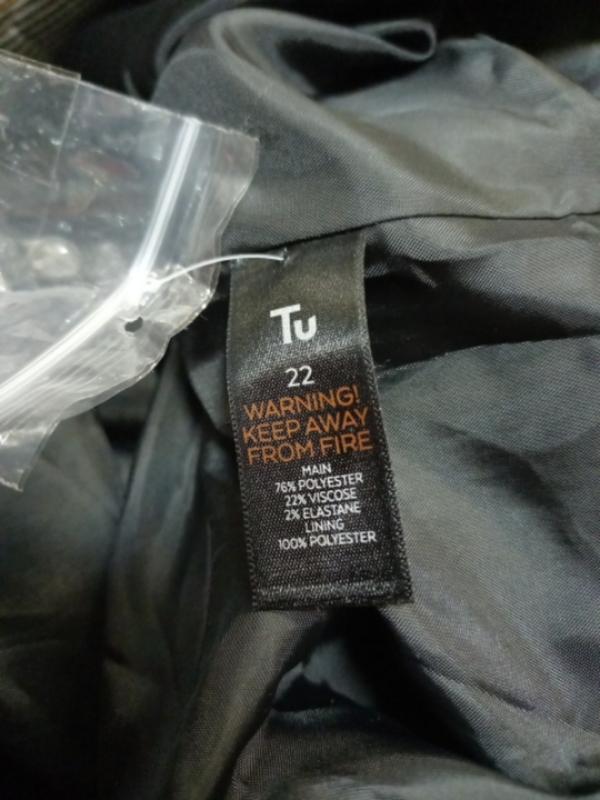 Tu
22
WARNING!
KEEP AWAY
FROM FIRE
MAIN
76% POLYESTER
22% VISCOSE
2% ELASTANE
LINING
100% POLYESTER